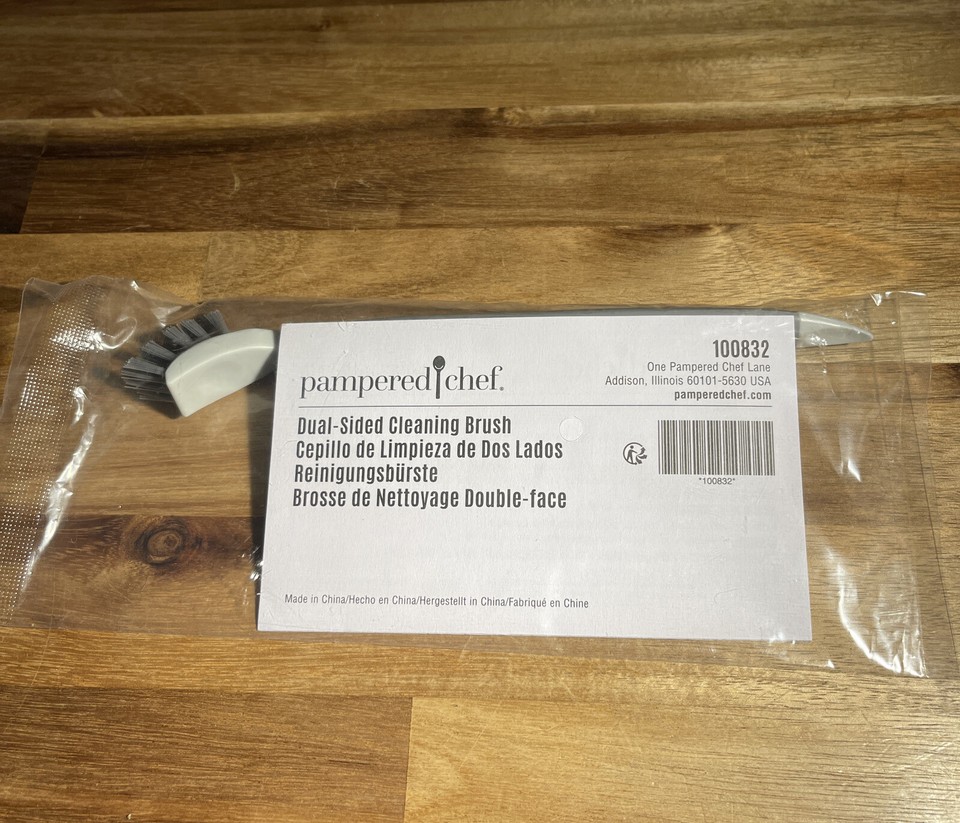 pampered chef®
100832
One Pampered Chef Lane
Addison, Illinois 60101-5630 USA
pamperedchef.com
Dual-Sided Cleaning Brush
Cepillo de Limpieza de Dos Lados
Reinigungsbürste
Brosse de Nettoyage Double-face
*100832*
Made in China/Hecho en China/Hergestellt in China/Fabriqué en Chine